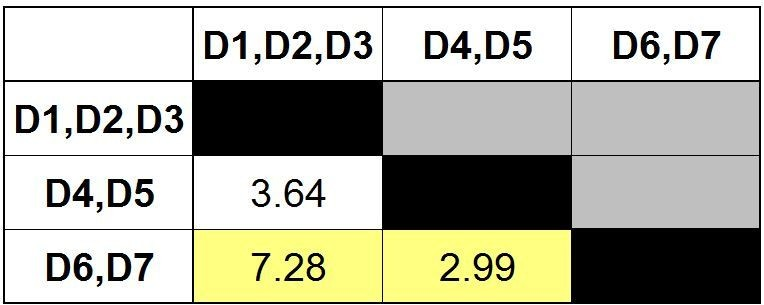 D1,D2,D3 D4,D5 D6,D7
D1,D2,D3
D4,D5 3.64
D6,D7 7.28 2.99